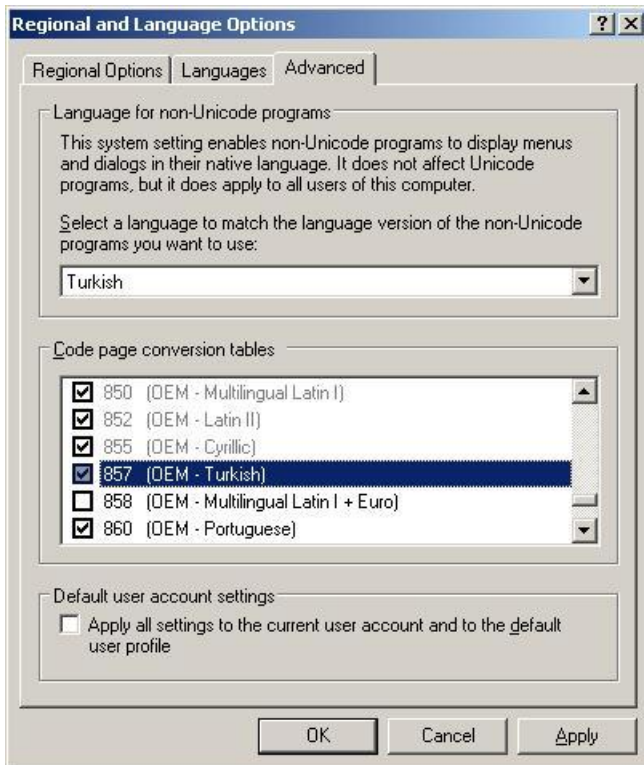 Regional and Language Options
Regional Options Languages Advanced
Language for non-Unicode programs
This system setting enables non-Unicode programs to display menus
and dialogs in their native language. It does not affect Unicode
programs, but it does apply to all users of this computer.
Select a language to match the language version of the non-Unicode
programs you want to use:
Turkish
Code page conversion tables
850 (OEM - Multilingual Latin I)
852 (OEM - Latin II)
855 (OEM - Cyrillic)
857 (OEM - Turkish)
858 (OEM - Multilingual Latin I + Euro)
860 (OEM - Portuguese)
Default user account settings
Apply all settings to the current user account and to the default
user profile
OK Cancel Apply